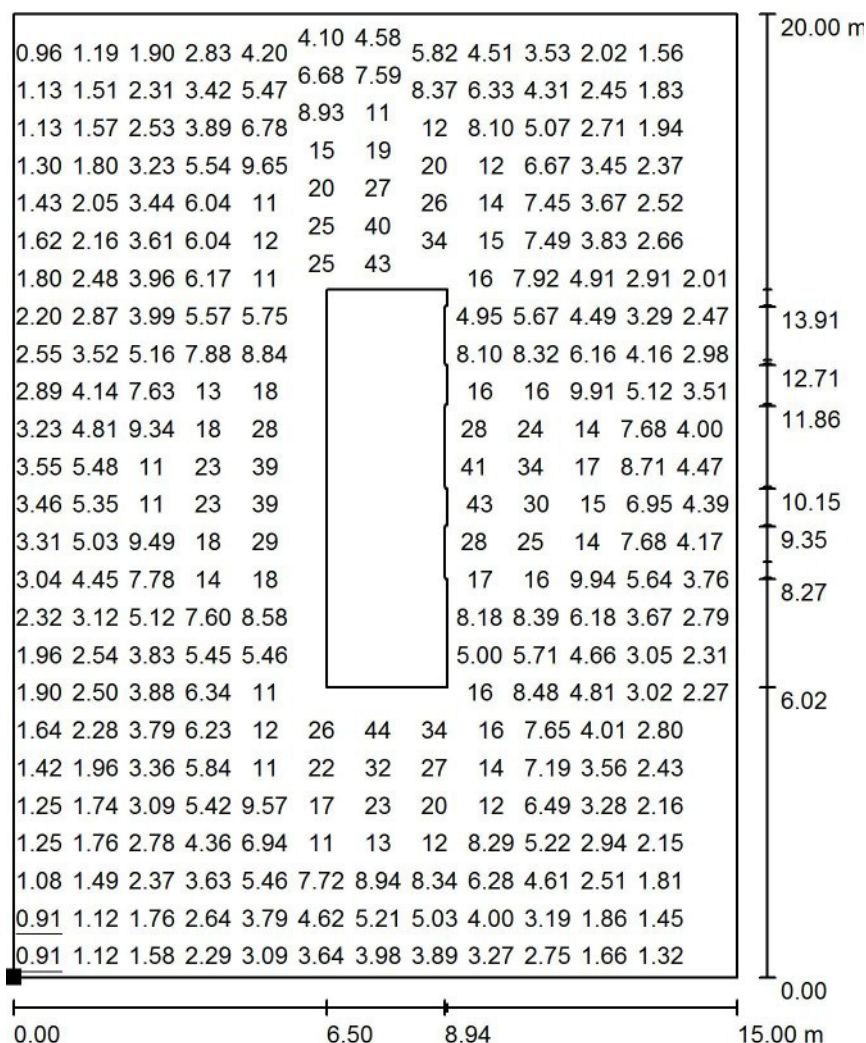 4.10 4.58 20.00 m
0.96 1.19 1.90 2.83 4.20 5.82 4.51 3.53 2.02 1.56
6.68 7.59
1.13 1.51 2.31 3.42 5.47 8.37 6.33 4.31 2.45 1.83
8.93 11
1.13 1.57 2.53 3.89 6.78 12 8.10 5.07 2.71 1.94
15 19
1.30 1.80 3.23 5.54 9.65 20 12 6.67 3.45 2.37
20 27
1.43 2.05 3.44 6.04 11 26 14 7.45 3.67 2.52
25 40
1.62 2.16 3.61 6.04 12 34 15 7.49 3.83 2.66
25 43
1.80 2.48 3.96 6.17 11 16 7.92 4.91 2.91 2.01
2.20 2.87 3.99 5.57 5.75 4.95 5.67 4.49 3.29 2.47 13.91
2.55 3.52 5.16 7.88 8.84 8.10 8.32 6.16 4.16 2.98
12.71
2.89 4.14 7.63 13 18 16 16 9.91 5.12 3.51
11.86
3.23 4.81 9.34 18 28 28 24 14 7.68 4.00
3.55 5.48 11 23 39 41 34 17 8.71 4.47
3.46 5.35 11 23 39 43 30 15 6.95 4.39 10.15
3.31 5.03 9.49 18 29 28 25 14 7.68 4.17 9.35
3.04 4.45 7.78 14 18 17 16 9.94 5.64 3.76
8.27
2.32 3.12 5.12 7.60 8.58 8.18 8.39 6.18 3.67 2.79
1.96 2.54 3.83 5.45 5.46 5.00 5.71 4.66 3.05 2.31
1.90 2.50 3.88 6.34 11 16 8.48 4.81 3.02 2.27 6.02
1.64 2.28 3.79 6.23 12 26 44 34 16 7.65 4.01 2.80
1.42 1.96 3.36 5.84 11 22 32 27 14 7.19 3.56 2.43
1.25 1.74 3.09 5.42 9.57 17 23 20 12 6.49 3.28 2.16
1.25 1.76 2.78 4.36 6.94 11 13 12 8.29 5.22 2.94 2.15
1.08 1.49 2.37 3.63 5.46 7.72 8.94 8.34 6.28 4.61 2.51 1.81
0.91 1.12 1.76 2.64 3.79 4.62 5.21 5.03 4.00 3.19 1.86 1.45
0.91 1.12 1.58 2.29 3.09 3.64 3.98 3.89 3.27 2.75 1.66 1.32
0.00
0.00 6.50 8.94 15.00 m